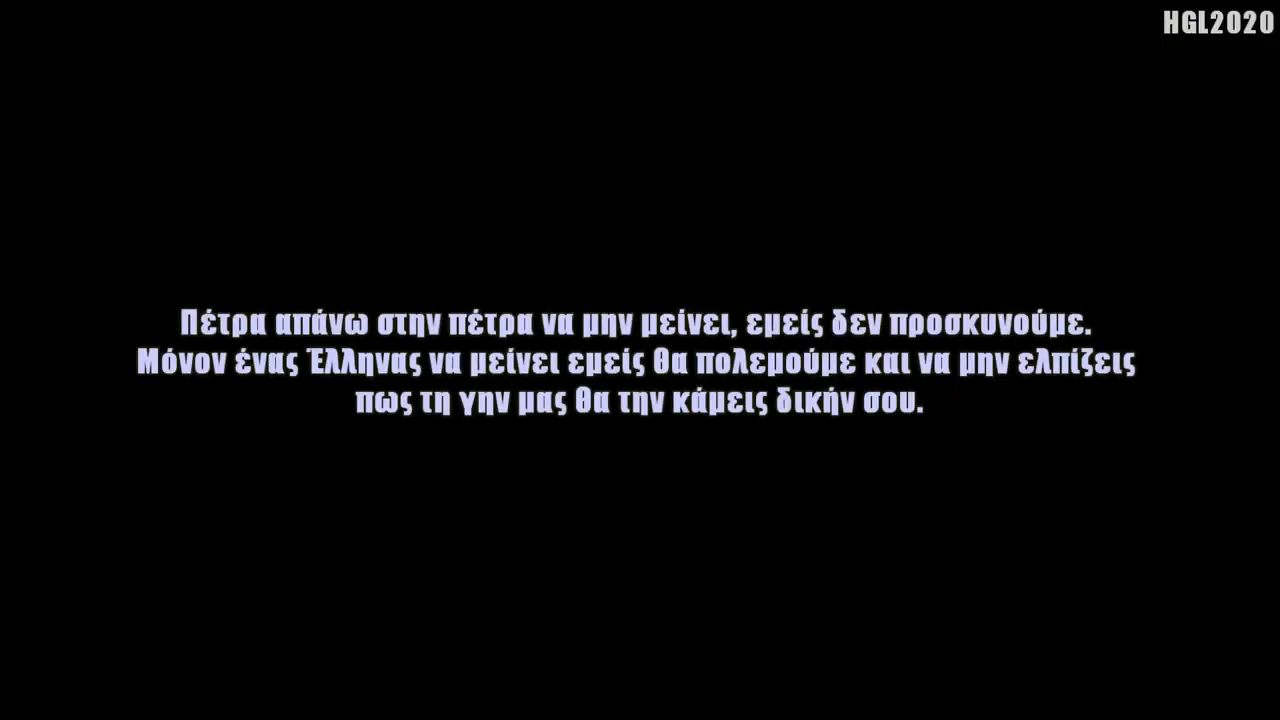 HGL2020
Πέτρα απάνω στην πέτρα να μην μείνει, εμείς δεν προσκυνούμε.
Μόνον ένας Έλληνας να μείνει εμείς θα πολεμούμε και να μην ελπίζεις
πως τη γην μας θα την κάμεις δικήν σου.